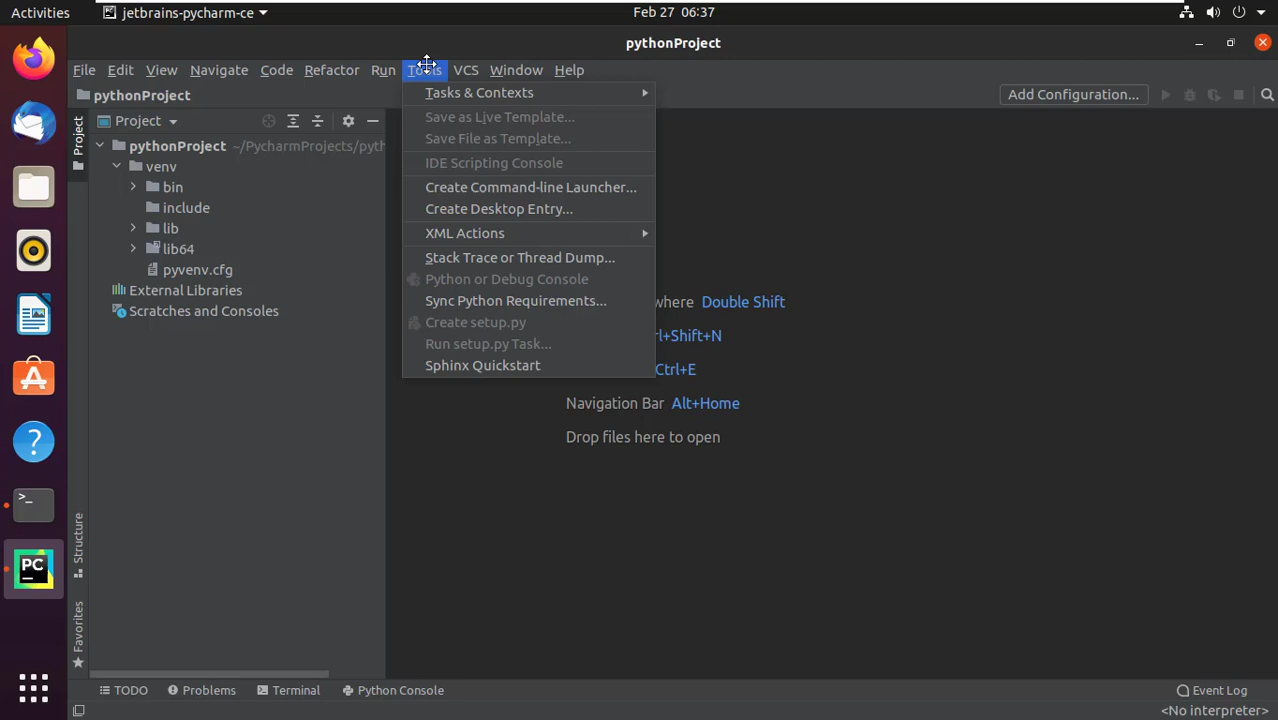 Activities
jetbrains-pycharm-ce
Feb 27 06:37
pythonProject
File Edit View Navigate Code Refactor Run Tools VCS Window Help
pythonProject
Add Configuration...
Project
Project
pythonProject ~/PycharmProjects/pyth
venv
bin
include
lib
lib64
pyvenv.cfg
External Libraries
Scratches and Consoles
Tasks & Contexts
Save as Live Template...
Save File as Template...
IDE Scripting Console
Create Command-line Launcher...
Create Desktop Entry...
XML Actions
Stack Trace or Thread Dump...
Python or Debug Console
Sync Python Requirements...
Create setup.py
Run setup.py Task...
Sphinx Quickstart
where Double Shift
rl+Shift+N
Ctrl+E
Navigation Bar Alt+Home
Drop files here to open
Structure
Favorites
PC
TODO Problems Terminal Python Console
Event Log
<No interpreter>